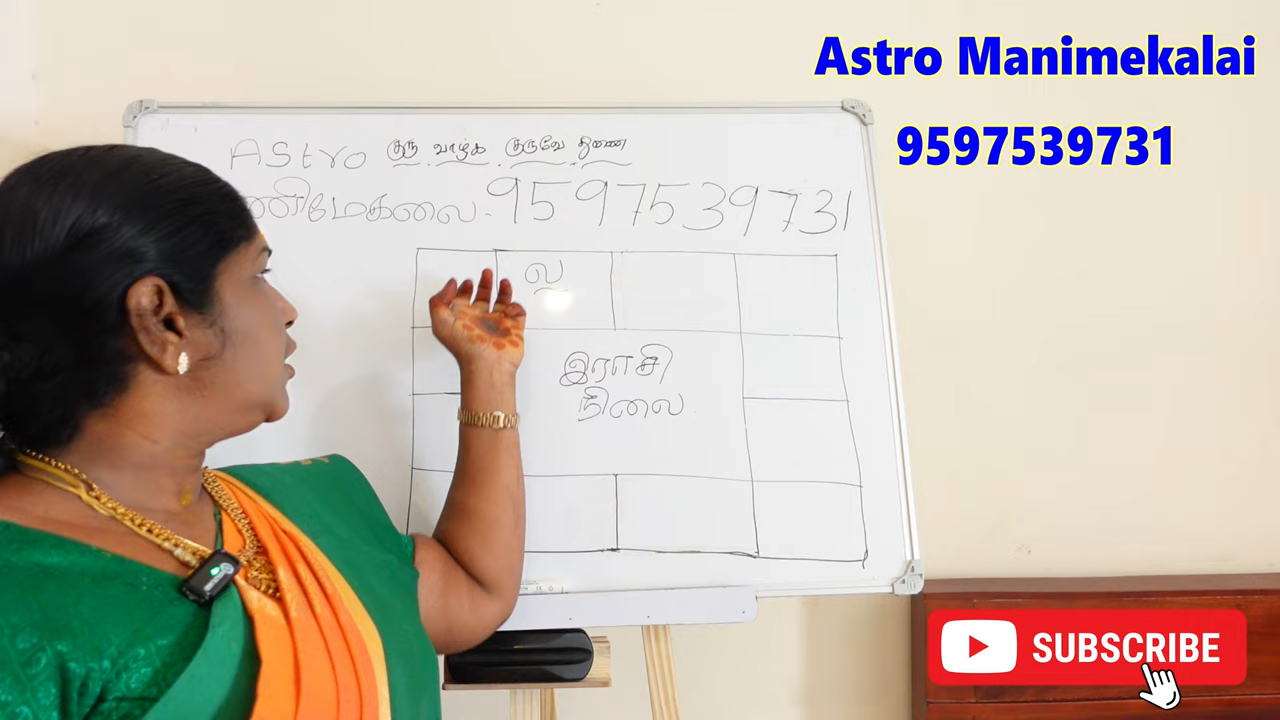 Astro Manimekalai
9597539731
Astro குரு வாழ்க குருவே துணை
ணிமேகலை - 9597539731
ல
இராசி
நிலை
SUBSCRIBE